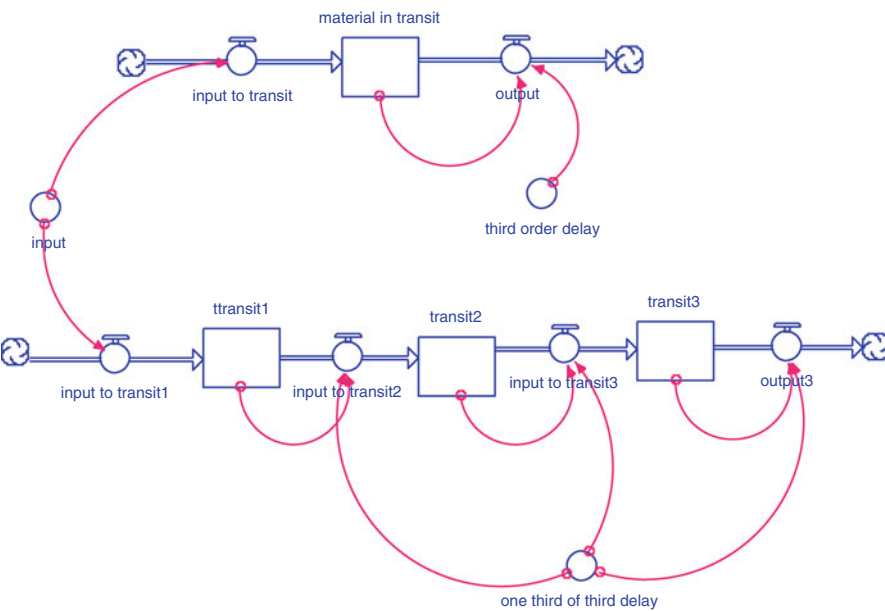 material in transit
input to transit
output
third order delay
input
ttransit1
transit2
transit3
input to transit1
input to transit2
input to transit3
output3
one third of third delay